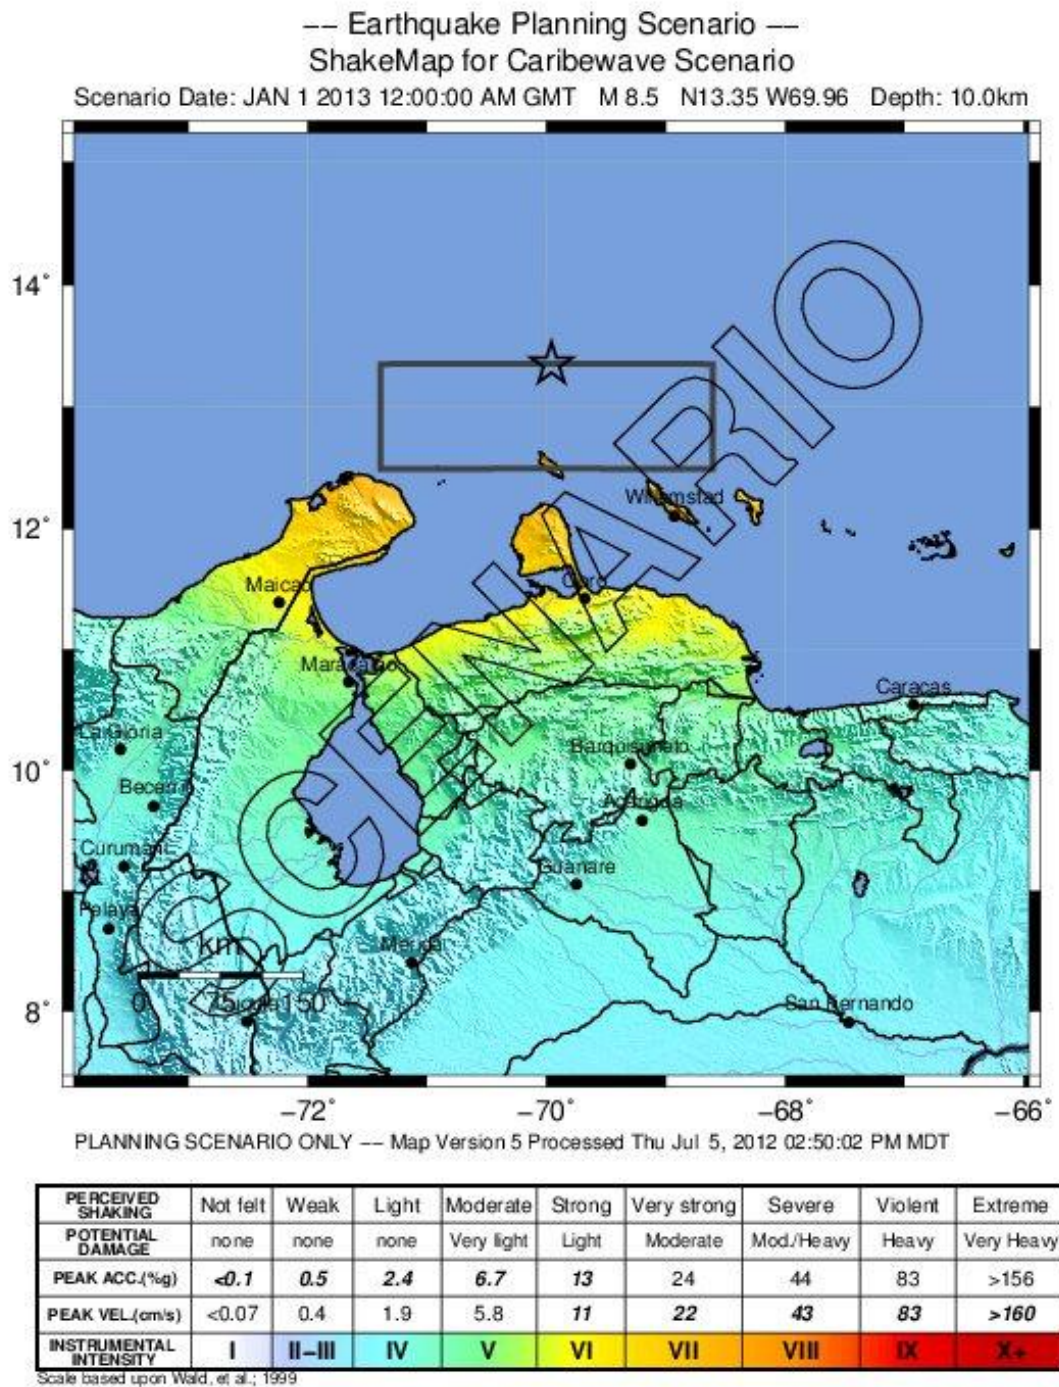 -- Earthquake Planning Scenario --
ShakeMap for Caribewave Scenario
Scenario Date: JAN 1 2013 12:00:00 AM GMT M 8.5 N13.35 W69.96 Depth: 10.0km
SCENARIO
14°
12°
10°
8°
Willemstad
Coro
Maicao
Maracaibo
Caracas
La Gloria
Barquisimeto
Becerril
Acarigua
Curumani
Guanare
Pelaya
km
Merida
0 75 150
San Fernando
-72° -70° -68° -66°
PLANNING SCENARIO ONLY -- Map Version 5 Processed Thu Jul 5, 2012 02:50:02 PM MDT
PERCEIVED SHAKING Not felt Weak Light Moderate Strong Very strong Severe Violent Extreme
POTENTIAL DAMAGE none none none Very light Light Moderate Mod./Heavy Heavy Very Heavy
PEAK ACC.(%g) <0.1 0.5 2.4 6.7 13 24 44 83 >156
PEAK VEL.(cm/s) <0.07 0.4 1.9 5.8 11 22 43 83 >160
INSTRUMENTAL INTENSITY I II-III IV V VI VII VIII IX X+
Scale based upon Wald, et al.; 1999